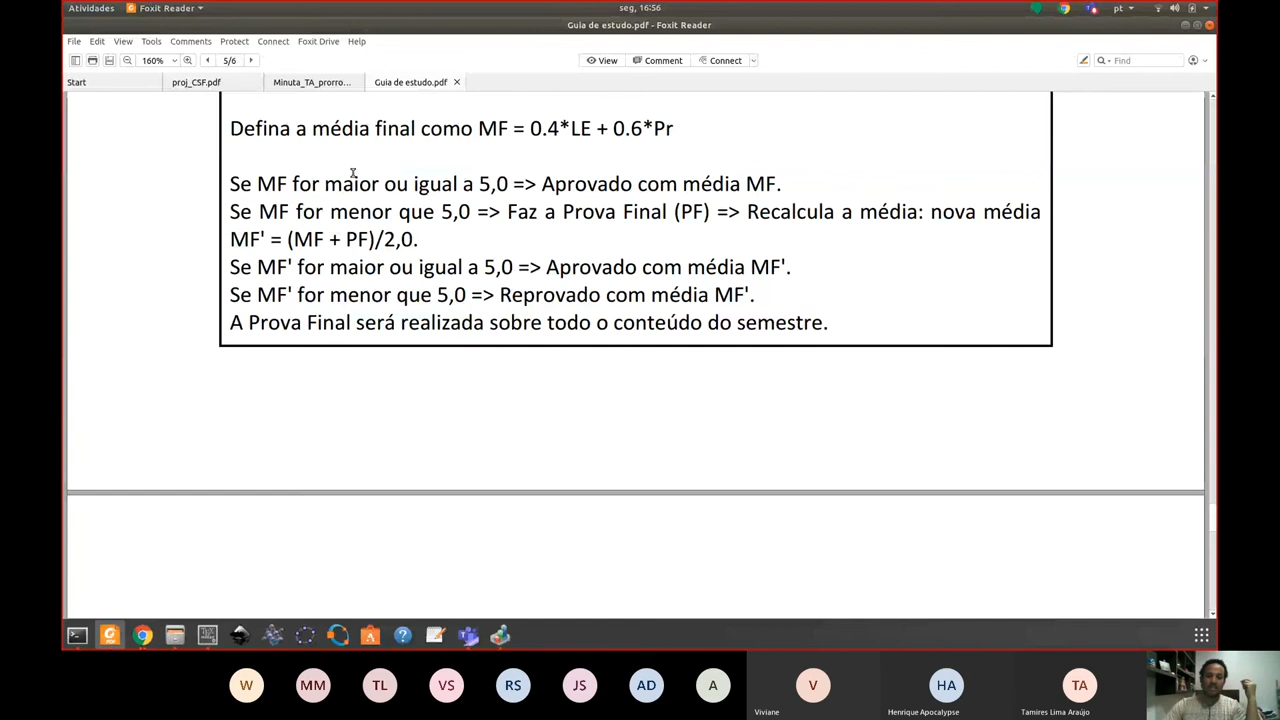 Atividades
Foxit Reader
seg, 16:56
pt
Guia de estudo.pdf - Foxit Reader
File Edit View Tools Comments Protect Connect Foxit Drive Help
160%
5/6
View
Comment
Connect
Find
Start
proj_CSF.pdf
Minuta_TA_prorro...
Guia de estudo.pdf
Defina a média final como MF = 0.4*LE + 0.6*Pr
Se MF for maior ou igual a 5,0 => Aprovado com média MF.
Se MF for menor que 5,0 => Faz a Prova Final (PF) => Recalcula a média: nova média
MF' = (MF + PF)/2,0.
Se MF' for maior ou igual a 5,0 => Aprovado com média MF'.
Se MF' for menor que 5,0 => Reprovado com média MF'.
A Prova Final será realizada sobre todo o conteúdo do semestre.
W
MM
TL
VS
RS
JS
AD
A
V
HA
TA
Viviane
Henrique Apocalypse
Tamires Lima Araújo